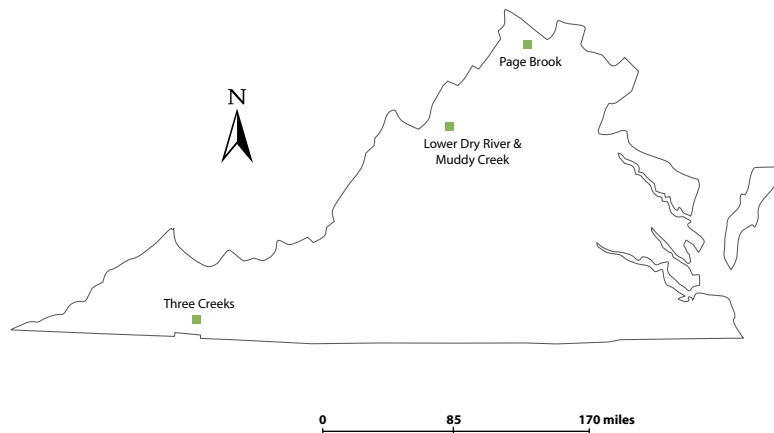 Page Brook
N
Lower Dry River &
Muddy Creek
Three Creeks
0 85 170 miles